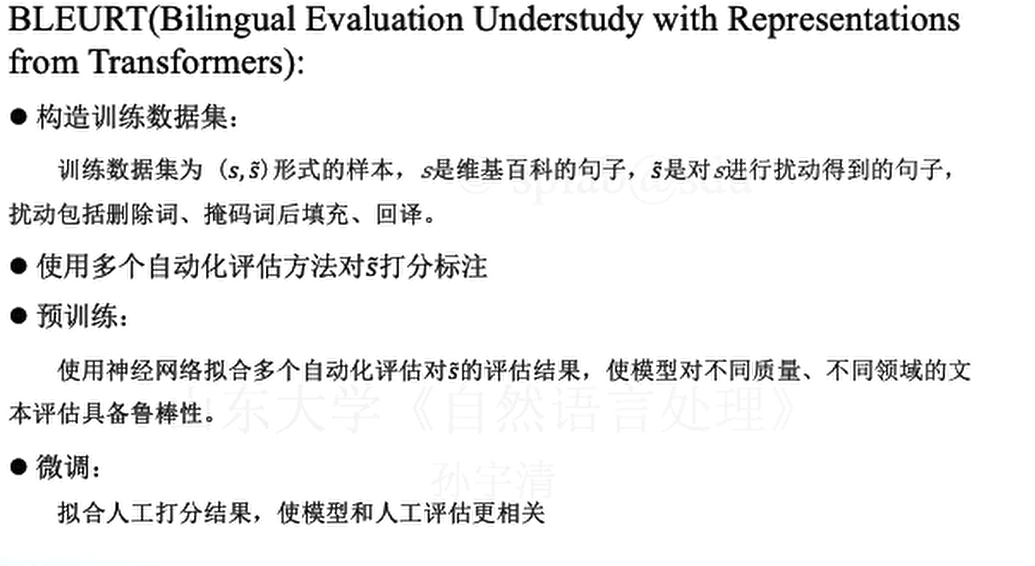 BLEURT(Bilingual Evaluation Understudy with Representations
from Transformers):
● 构造训练数据集：
训练数据集为（s, s̃）形式的样本，s是维基百科的句子，s̃是对s进行扰动得到的句子，
扰动包括删除词、掩码词后填充、回译。
● 使用多个自动化评估方法对s̃打分标注
● 预训练：
使用神经网络拟合多个自动化评估对s̃的评估结果，使模型对不同质量、不同领域的文
本评估具备鲁棒性。
山东大学《自然语言处理》
● 微调：
孙宇清
拟合人工打分结果，使模型和人工评估更相关